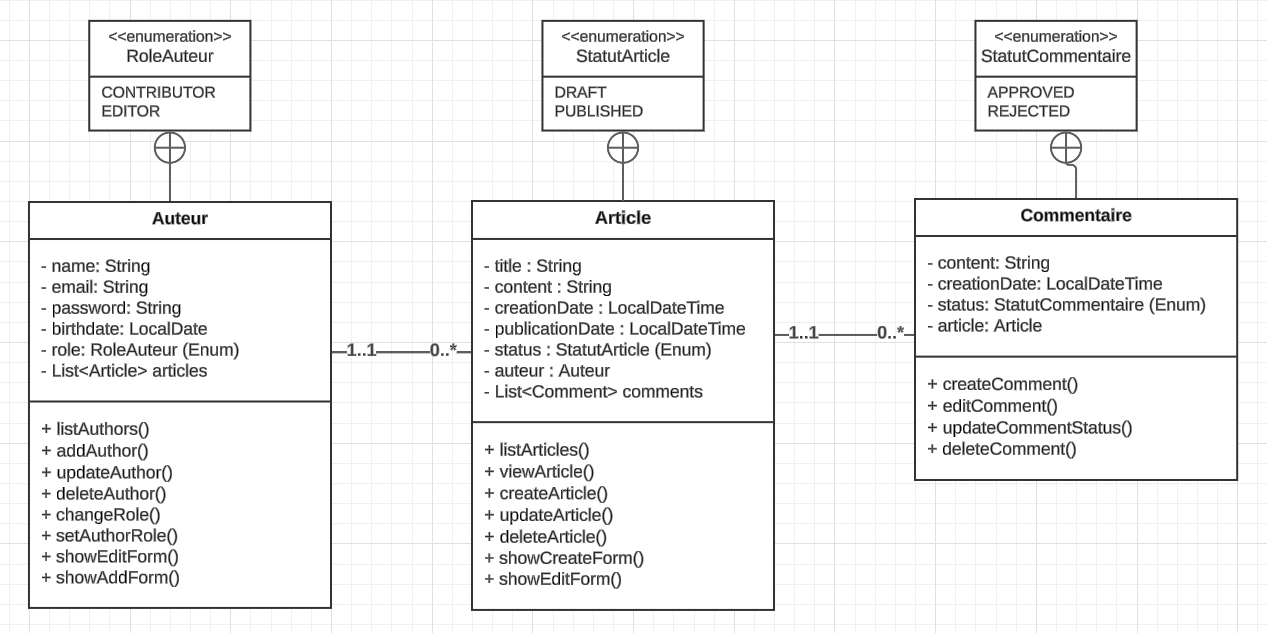 <<enumeration>>
RoleAuteur
CONTRIBUTOR
EDITOR
<<enumeration>>
StatutArticle
DRAFT
PUBLISHED
<<enumeration>>
StatutCommentaire
APPROVED
REJECTED
Auteur
- name: String
- email: String
- password: String
- birthdate: LocalDate
- role: RoleAuteur (Enum)
- List<Article> articles
+ listAuthors()
+ addAuthor()
+ updateAuthor()
+ deleteAuthor()
+ changeRole()
+ setAuthorRole()
+ showEditForm()
+ showAddForm()
1..1
0..*
Article
- title : String
- content : String
- creationDate : LocalDateTime
- publicationDate : LocalDateTime
- status : StatutArticle (Enum)
- auteur : Auteur
- List<Comment> comments
+ listArticles()
+ viewArticle()
+ createArticle()
+ updateArticle()
+ deleteArticle()
+ showCreateForm()
+ showEditForm()
1..1
0..*
Commentaire
- content: String
- creationDate: LocalDateTime
- status: StatutCommentaire (Enum)
- article: Article
+ createComment()
+ editComment()
+ updateCommentStatus()
+ deleteComment()